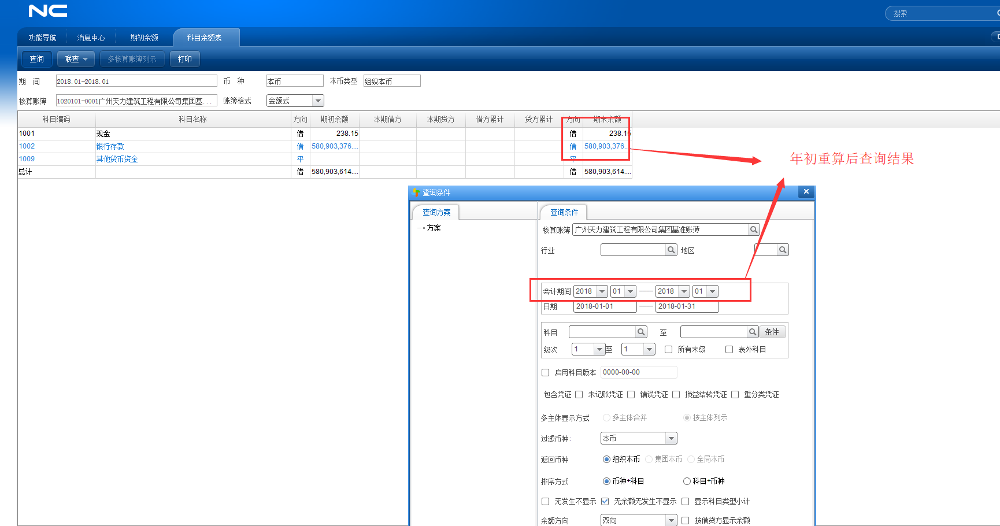 NC
搜索
功能导航 消息中心 期初余额 科目余额表
查询 联查 多核算账簿列示 打印
期 间 2018.01-2018.01 币 种 本币 本币类型 组织本币
核算账簿 1020101-0001广州天力建筑工程有限公司集团基... 账簿格式 金额式
科目编码 科目名称 方向 期初余额 本期借方 本期贷方 借方累计 贷方累计 方向 期末余额
1001 现金 借 238.15 借 238.15
1002 银行存款 借 580,903,376.... 借 580,903,376...
1009 其他货币资金 平 平
总计 借 580,903,614.... 借 580,903,614....
年初重算后查询结果
查询条件
查询方案 查询条件
方案
核算账簿 广州天力建筑工程有限公司集团基准账薄
行业 地区
会计期间 2018 01 —— 2018 01
日期 2018-01-01 —— 2018-01-31
科目 至 条件
级次 1 至 1 所有末级 表外科目
启用科目版本 0000-00-00
包含凭证 未记账凭证 错误凭证 损益结转凭证 重分类凭证
多主体显示方式 多主体合并 按主体列示
过滤币种: 本币
返回币种 组织本币 集团本币 全局本币
排序方式 币种+科目 科目+币种
无发生不显示 无余额无发生不显示 显示科目类型小计
余额方向 双向 按借贷方显示余额